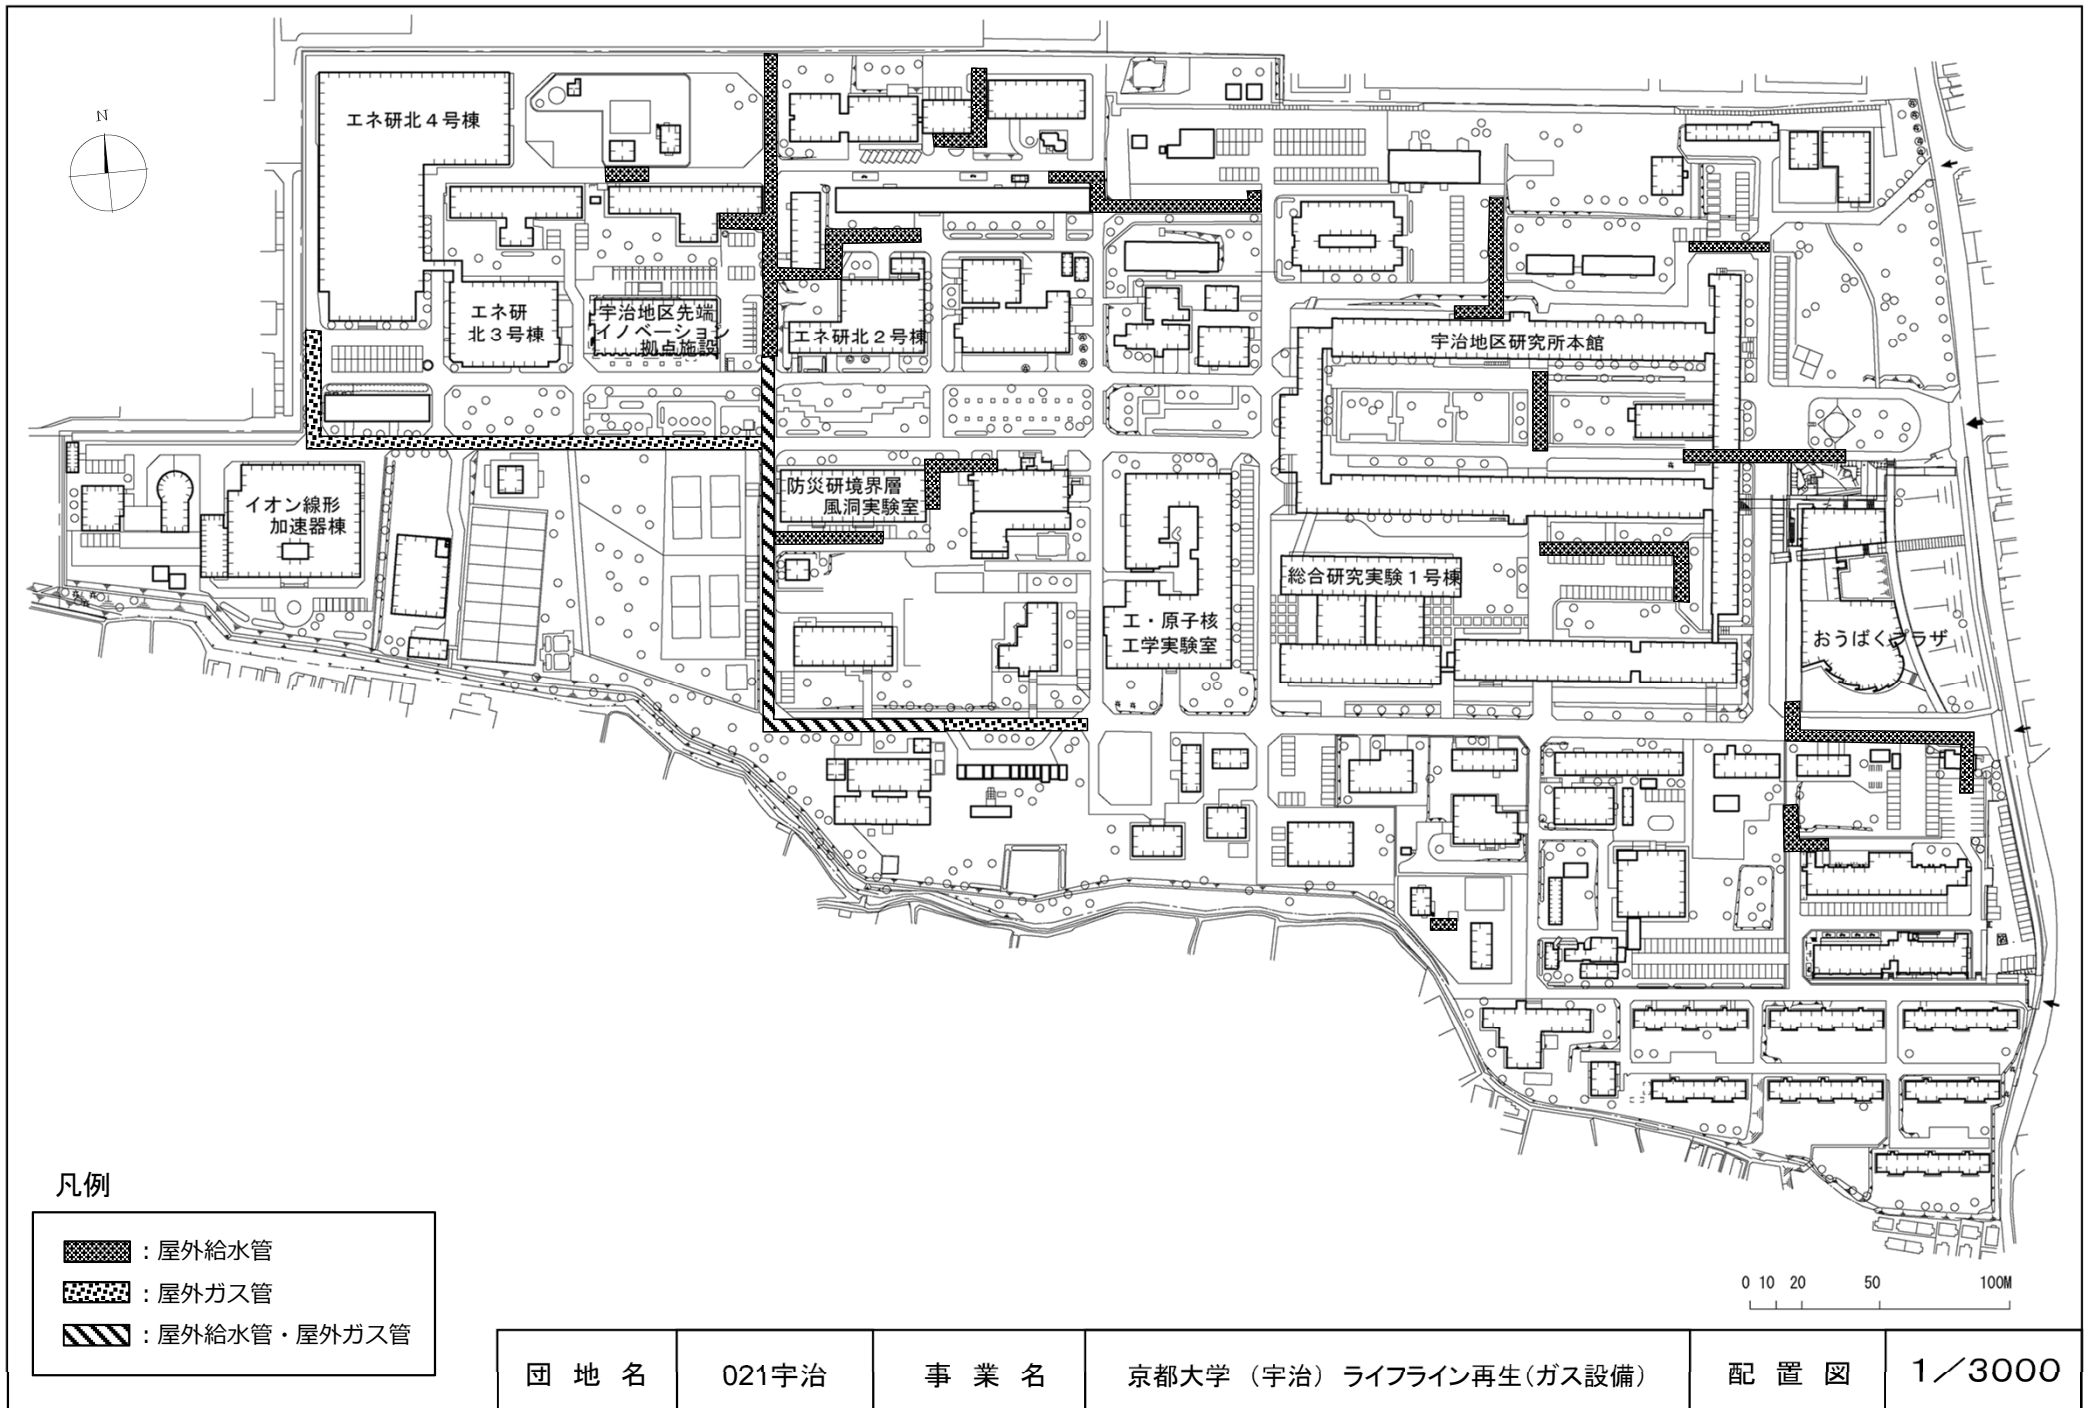 N
エネ研北4号棟
エネ研
北3号棟
宇治地区先端
イノベーション
拠点施設
エネ研北2号棟
宇治地区研究所本館
防災研境界層
風洞実験室
イオン線形
加速器棟
総合研究実験1号棟
工・原子核
工学実験室
おうばくプラザ
凡例
：屋外給水管
：屋外ガス管
：屋外給水管・屋外ガス管
0 10 20 50 100M
団地名 021宇治 事業名 京都大学（宇治）ライフライン再生（ガス設備） 配置図 1／3000